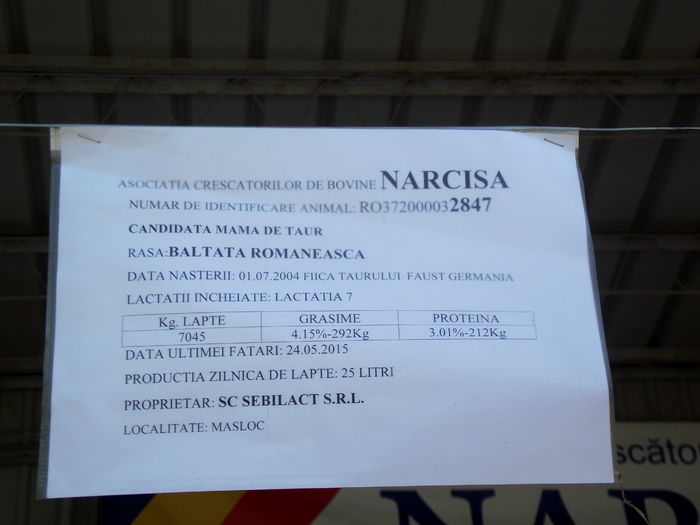 ASOCIATIA CRESCATORILOR DE BOVINE NARCISA
NUMAR DE IDENTIFICARE ANIMAL: RO372000032847
CANDIDATA MAMA DE TAUR
RASA:BALTATA ROMANEASCA
DATA NASTERII: 01.07.2004 FIICA TAURULUI FAUST GERMANIA
LACTATII INCHEIATE: LACTATIA 7
Kg. LAPTE GRASIME PROTEINA
7045 4.15%-292Kg 3.01%-212Kg
DATA ULTIMEI FATARI: 24.05.2015
PRODUCTIA ZILNICA DE LAPTE: 25 LITRI
PROPRIETAR: SC SEBILACT S.R.L.
LOCALITATE: MASLOC